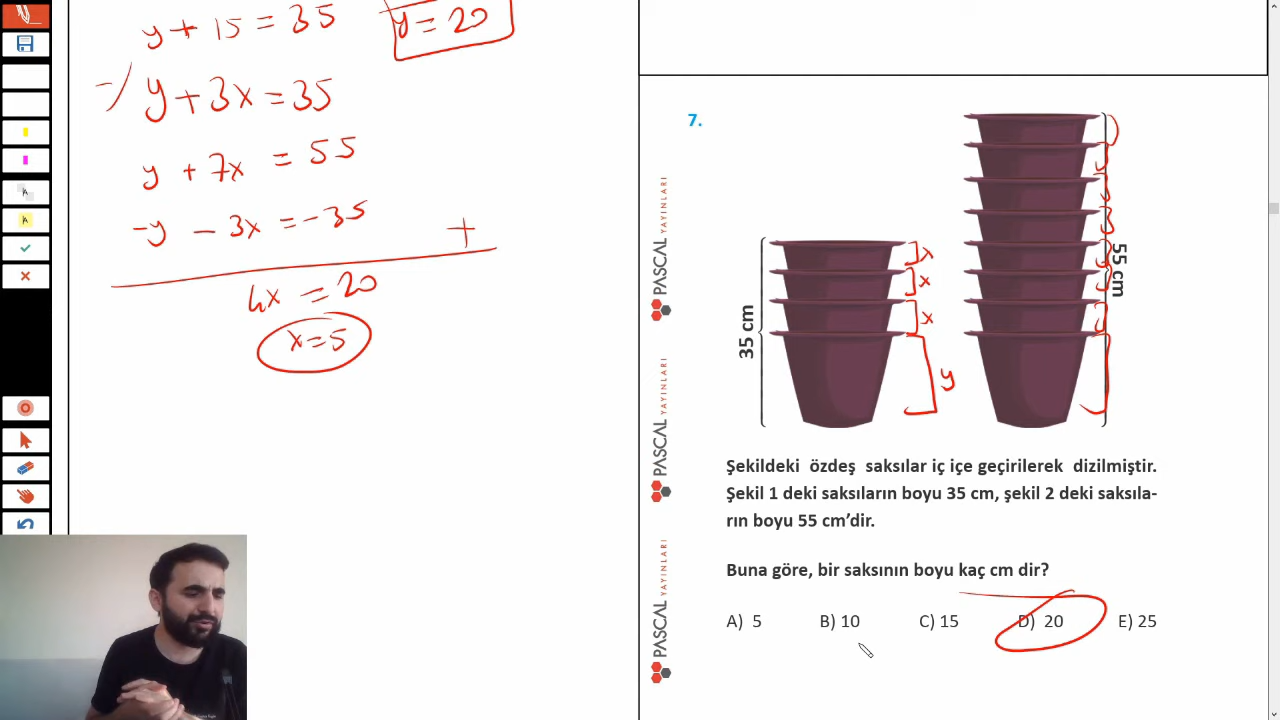 y + 15 = 35
y = 20
-/ y + 3x = 35
y + 7x = 55
-y - 3x = -35
+
4x = 20
x = 5
7.
35 cm
x
x
x
y
55 cm
PASCAL YAYINLARI
PASCAL YAYINLARI
PASCAL YAYINLARI
Şekildeki özdeş saksılar iç içe geçirilerek dizilmiştir.
Şekil 1 deki saksıların boyu 35 cm, şekil 2 deki saksıla-
rın boyu 55 cm’dir.
Buna göre, bir saksının boyu kaç cm dir?
A) 5 B) 10 C) 15 D) 20 E) 25